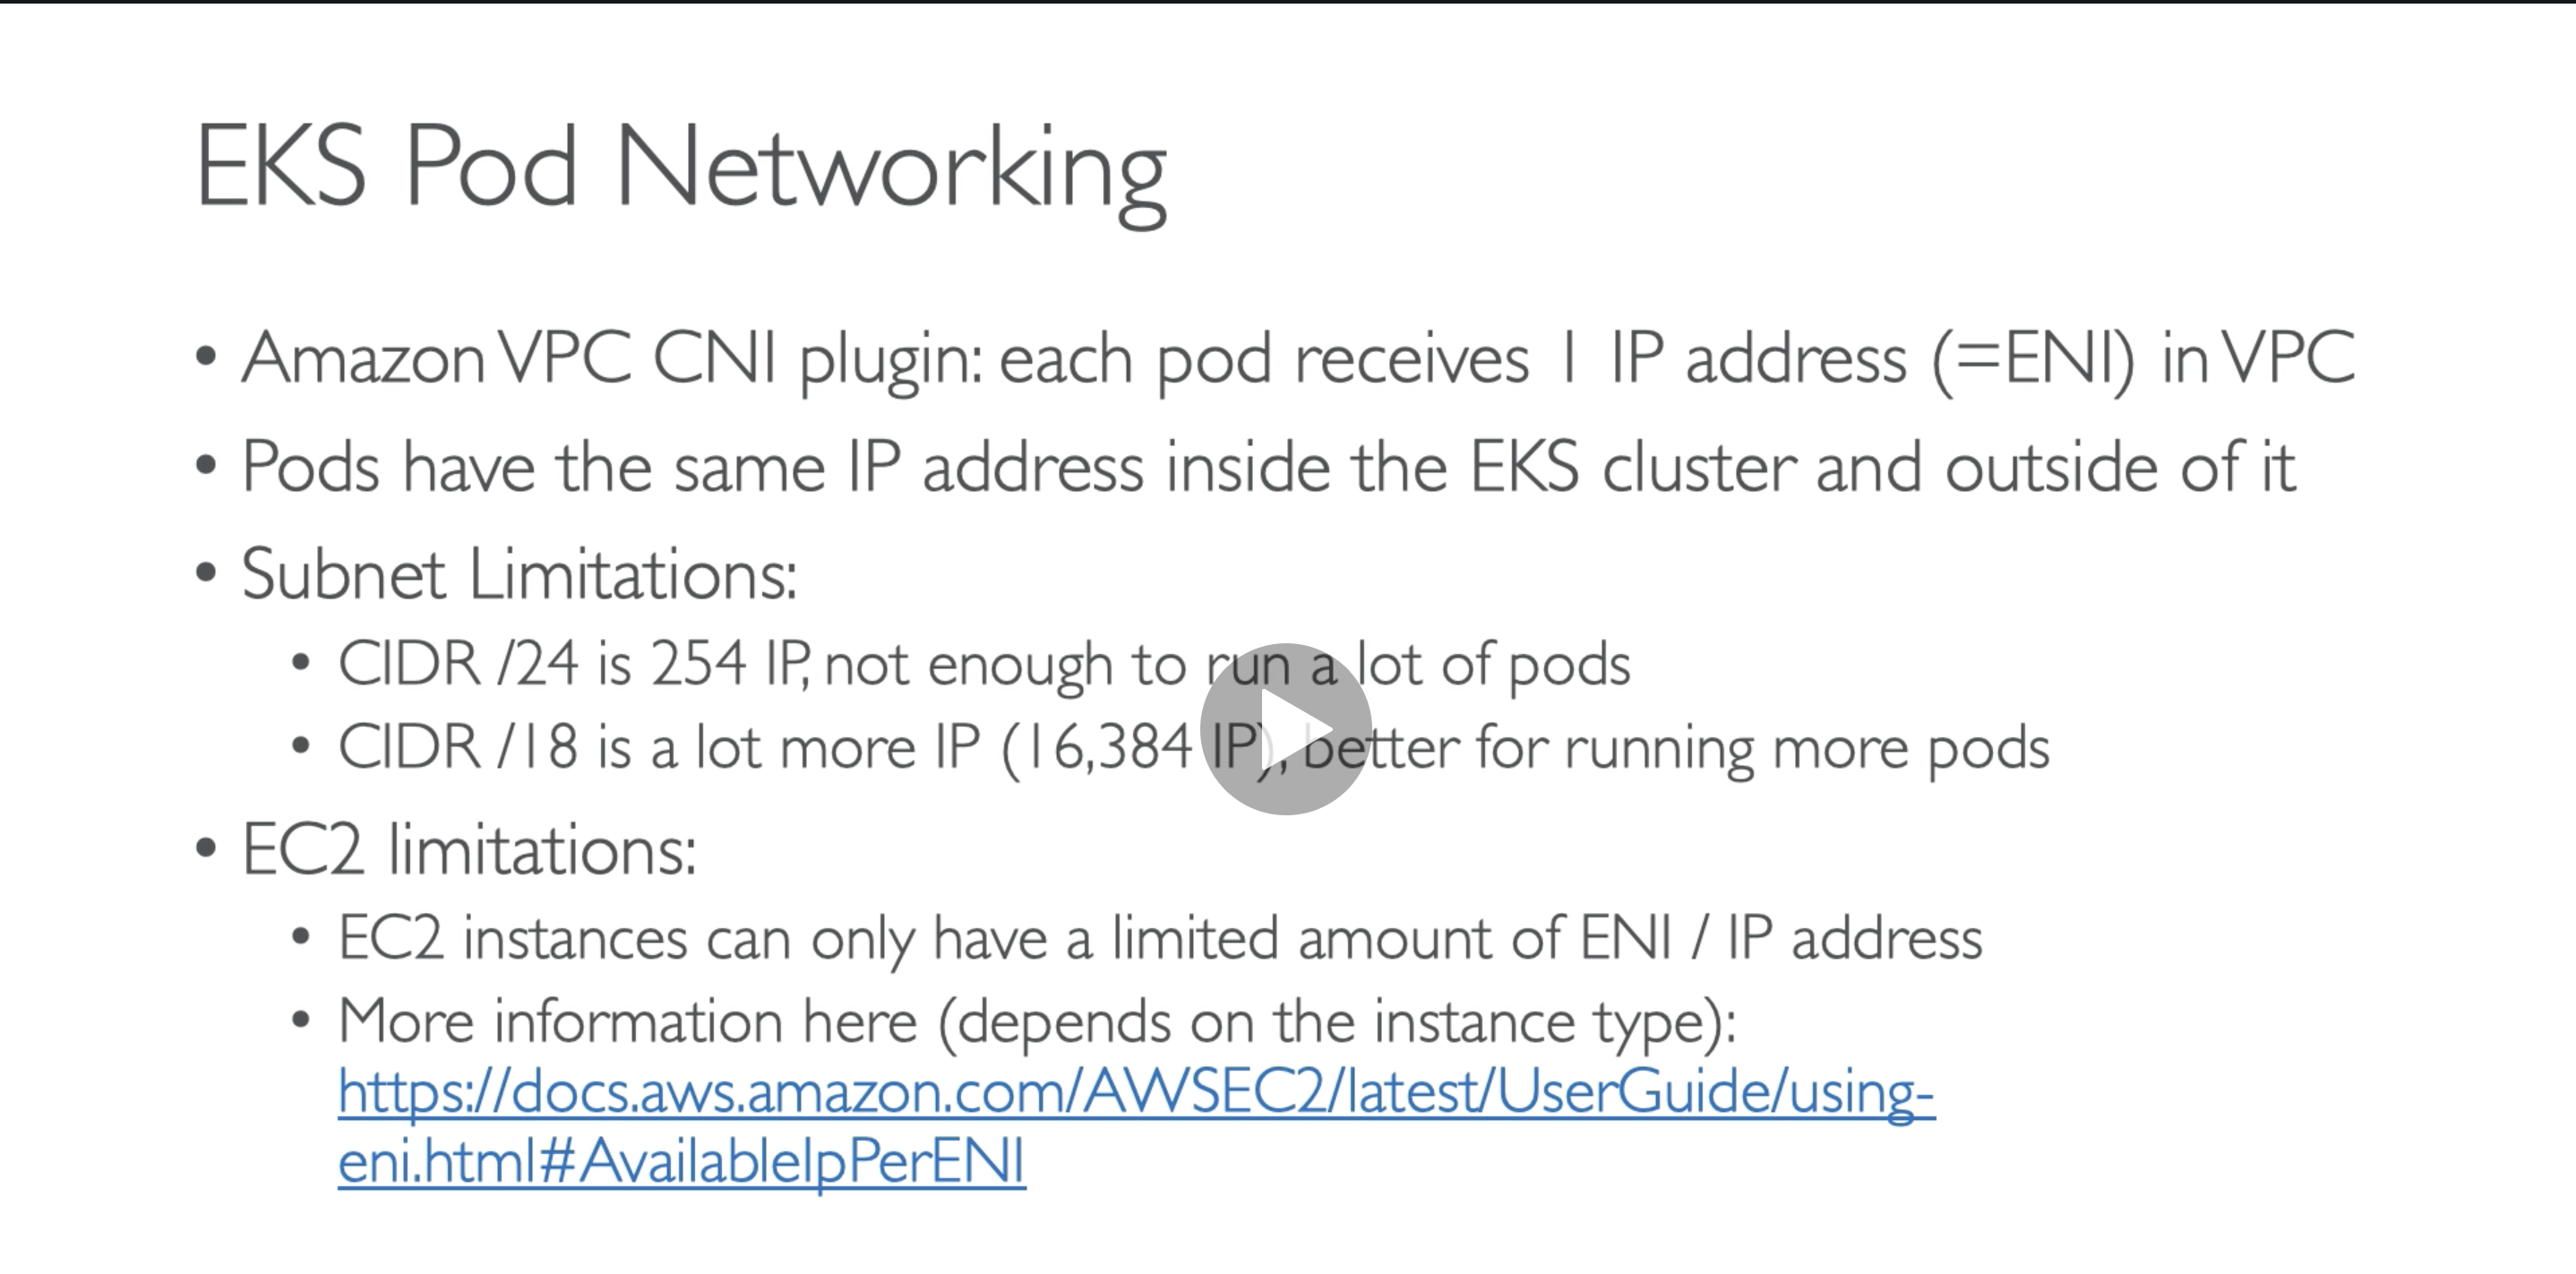 EKS Pod Networking
• Amazon VPC CNI plugin: each pod receives 1 IP address (=ENI) in VPC
• Pods have the same IP address inside the EKS cluster and outside of it
• Subnet Limitations:
• CIDR /24 is 254 IP, not enough to run a lot of pods
• CIDR /18 is a lot more IP (16,384 IP), better for running more pods
• EC2 limitations:
• EC2 instances can only have a limited amount of ENI / IP address
• More information here (depends on the instance type):
https://docs.aws.amazon.com/AWSEC2/latest/UserGuide/using-
eni.html#AvailableIpPerENI